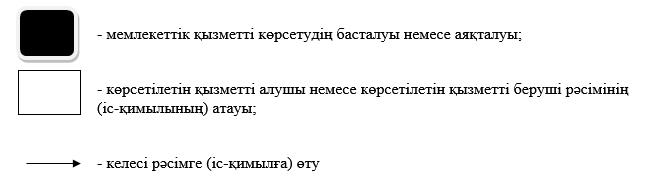 - мемлекеттік қызметті көрсетудің басталуы немесе аяқталуы;
- көрсетілетін қызметті алушы немесе көрсетілетін қызметті беруші рәсімінің
(іс-қимылының) атауы;
- келесі рәсімге (іс-қимылға) өту